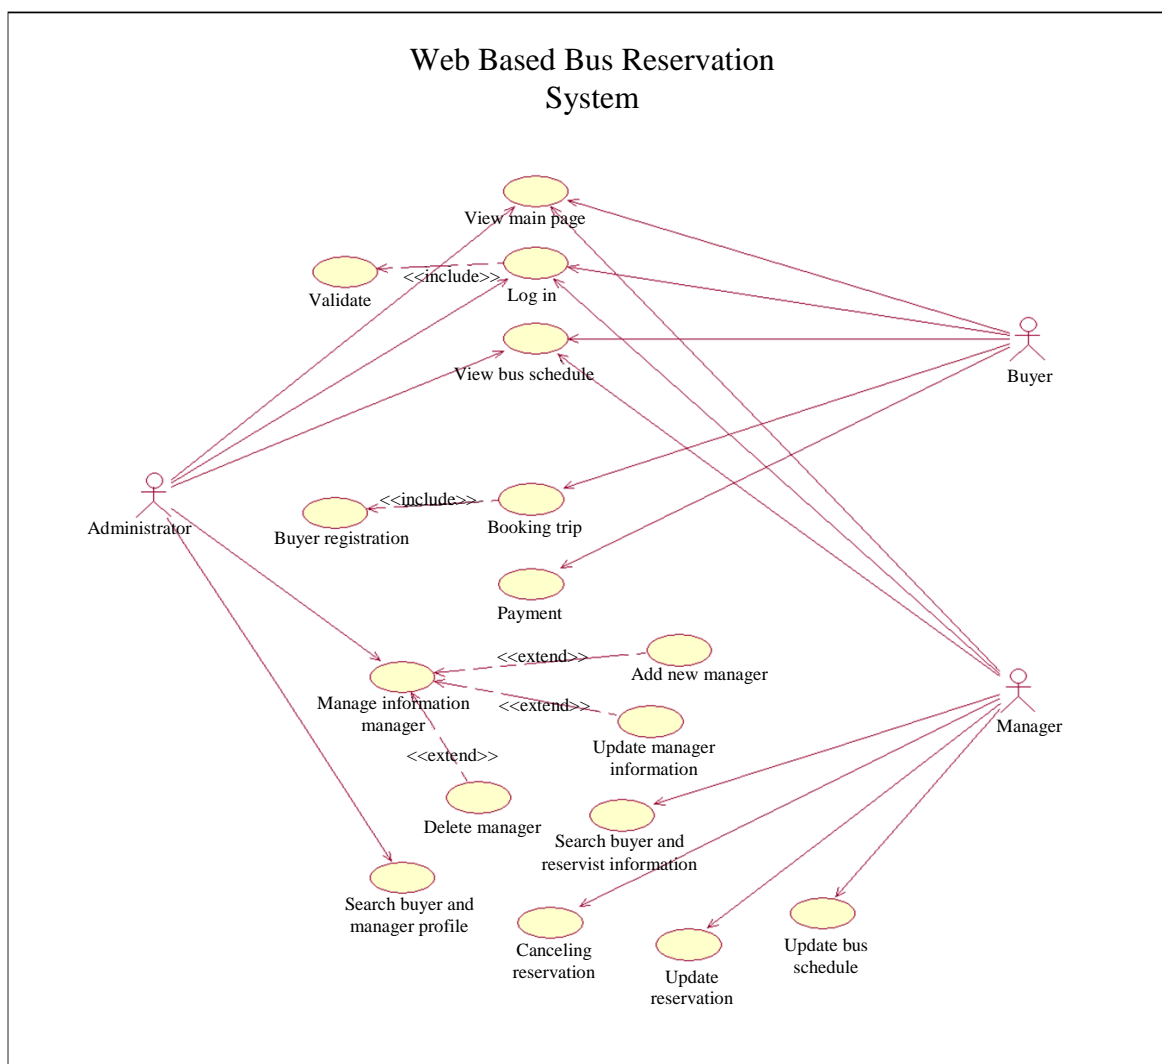 Web Based Bus Reservation
System
View main page
<<include>>
Validate
Log in
View bus schedule
Buyer
<<include>>
Administrator
Buyer registration
Booking trip
Payment
<<extend>>
Add new manager
Manage information
manager
<<extend>>
Manager
Update manager
information
<<extend>>
Delete manager
Search buyer and
reservist information
Search buyer and
manager profile
Canceling
reservation
Update
reservation
Update bus
schedule